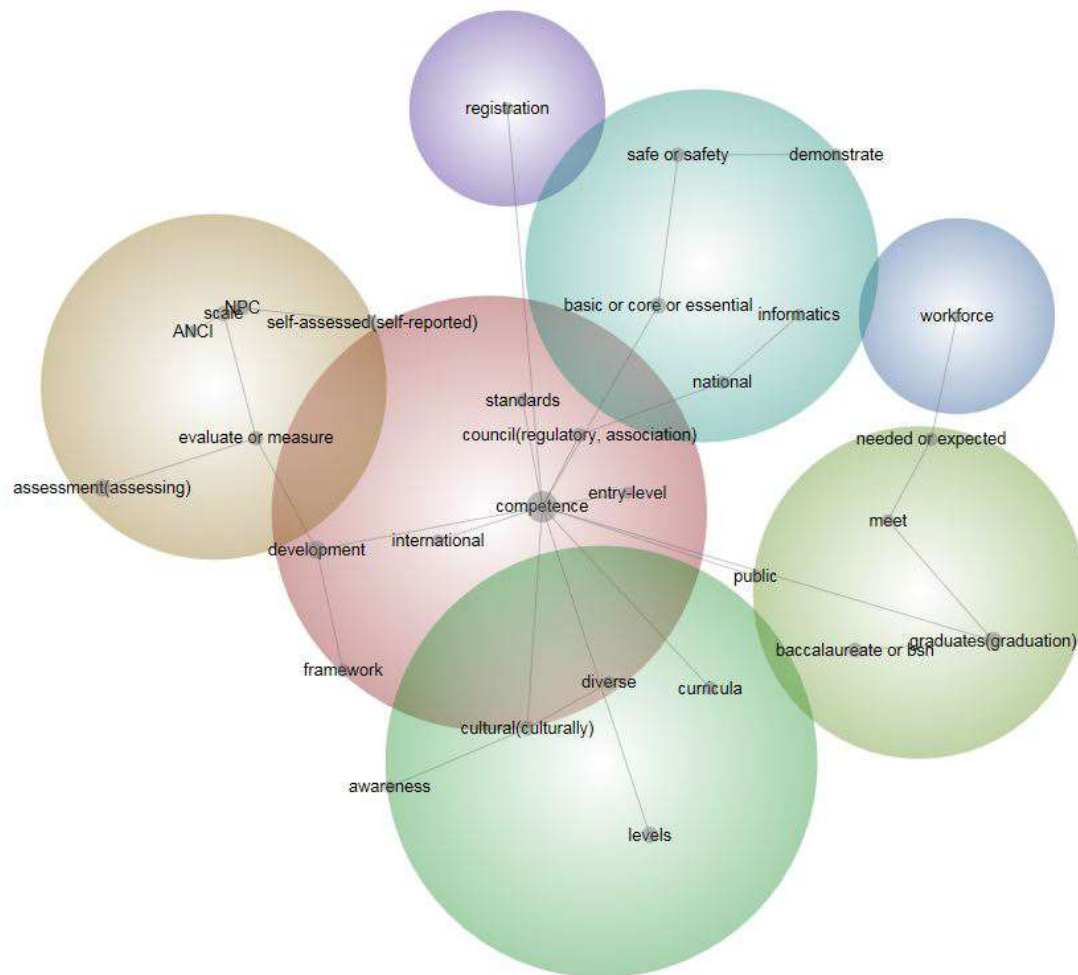 registration
safe or safety
demonstrate
NPC
scale
self-assessed(self-reported)
ANCI
basic or core or essential
informatics
workforce
national
standards
council(regulatory, association)
evaluate or measure
needed or expected
assessment(assessing)
entry-level
competence
meet
international
development
public
graduates(graduation)
baccalaureate or bsn
framework
diverse
curricula
cultural(culturally)
awareness
levels